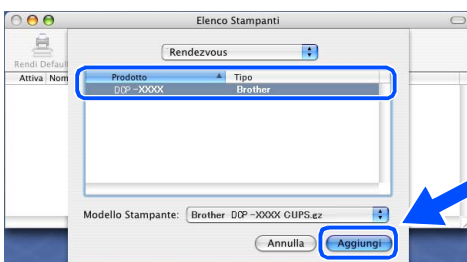 Elenco Stampanti
Rendezvous
Rendi Defaul
Attiva Nom
Prodotto Tipo
DCP-XXXX Brother
Modello Stampante: Brother DCP-XXXX CUPS.gz
Annulla Aggiungi